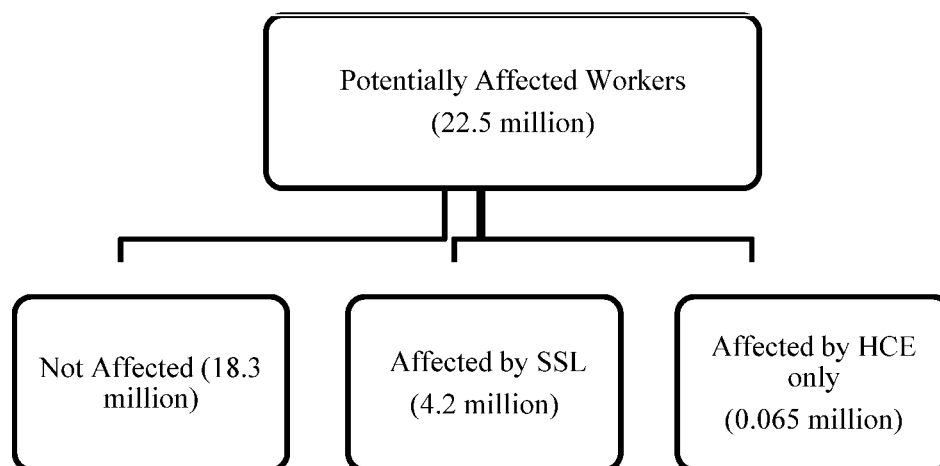 Potentially Affected Workers
(22.5 million)
Not Affected (18.3
million)
Affected by SSL
(4.2 million)
Affected by HCE
only
(0.065 million)